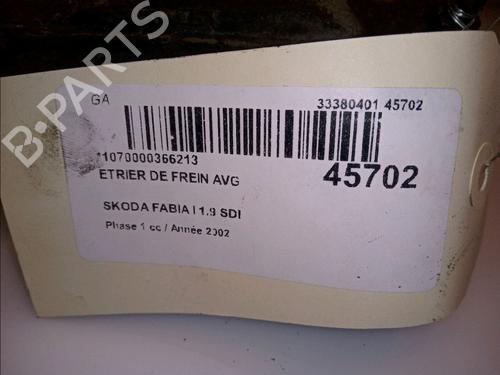 GA
33380401 45702
11070000366213
ETRIER DE FREIN AVG
45702
SKODA FABIA I 1.9 SDI
Phase 1 cc / Année 2002
B-PARTS